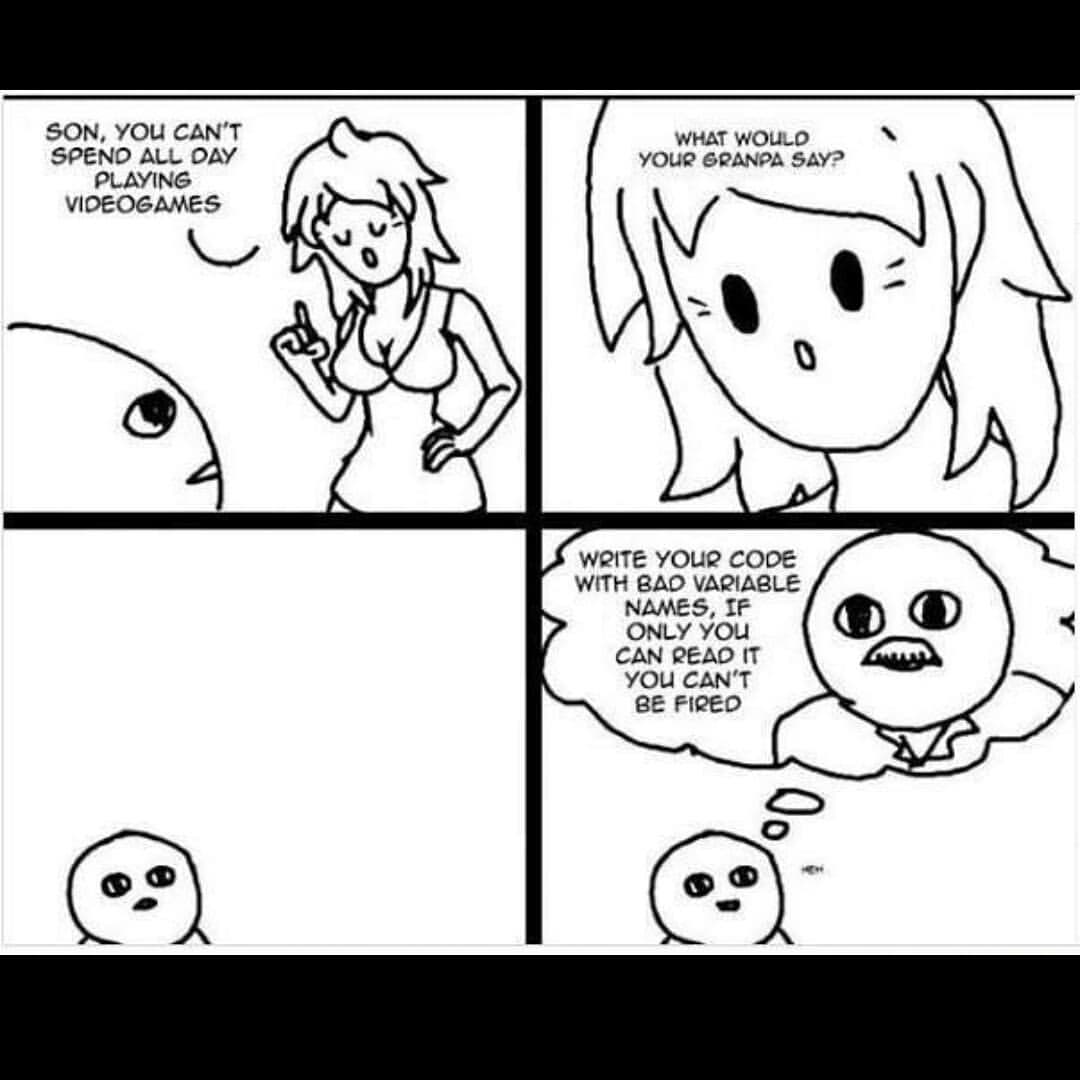 SON, YOU CAN'T
SPEND ALL DAY
PLAYING
VIDEOGAMES
WHAT WOULD
YOUR GRANPA SAY?
WRITE YOUR CODE
WITH BAD VARIABLE
NAMES, IF
ONLY YOU
CAN READ IT
YOU CAN'T
BE FIRED
HEH